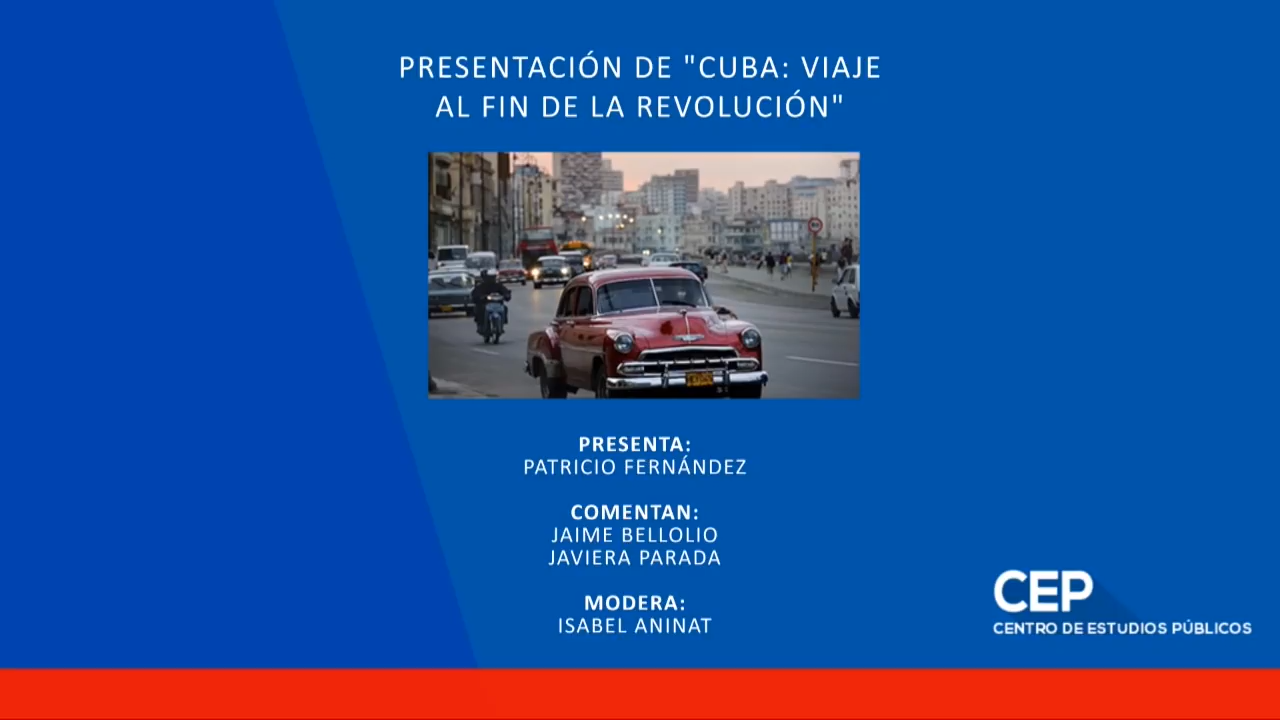 PRESENTACIÓN DE "CUBA: VIAJE
AL FIN DE LA REVOLUCIÓN"
PRESENTA:
PATRICIO FERNÁNDEZ
COMENTAN:
JAIME BELLOLIO
JAVIERA PARADA
MODERA:
ISABEL ANINAT
CEP
CENTRO DE ESTUDIOS PÚBLICOS